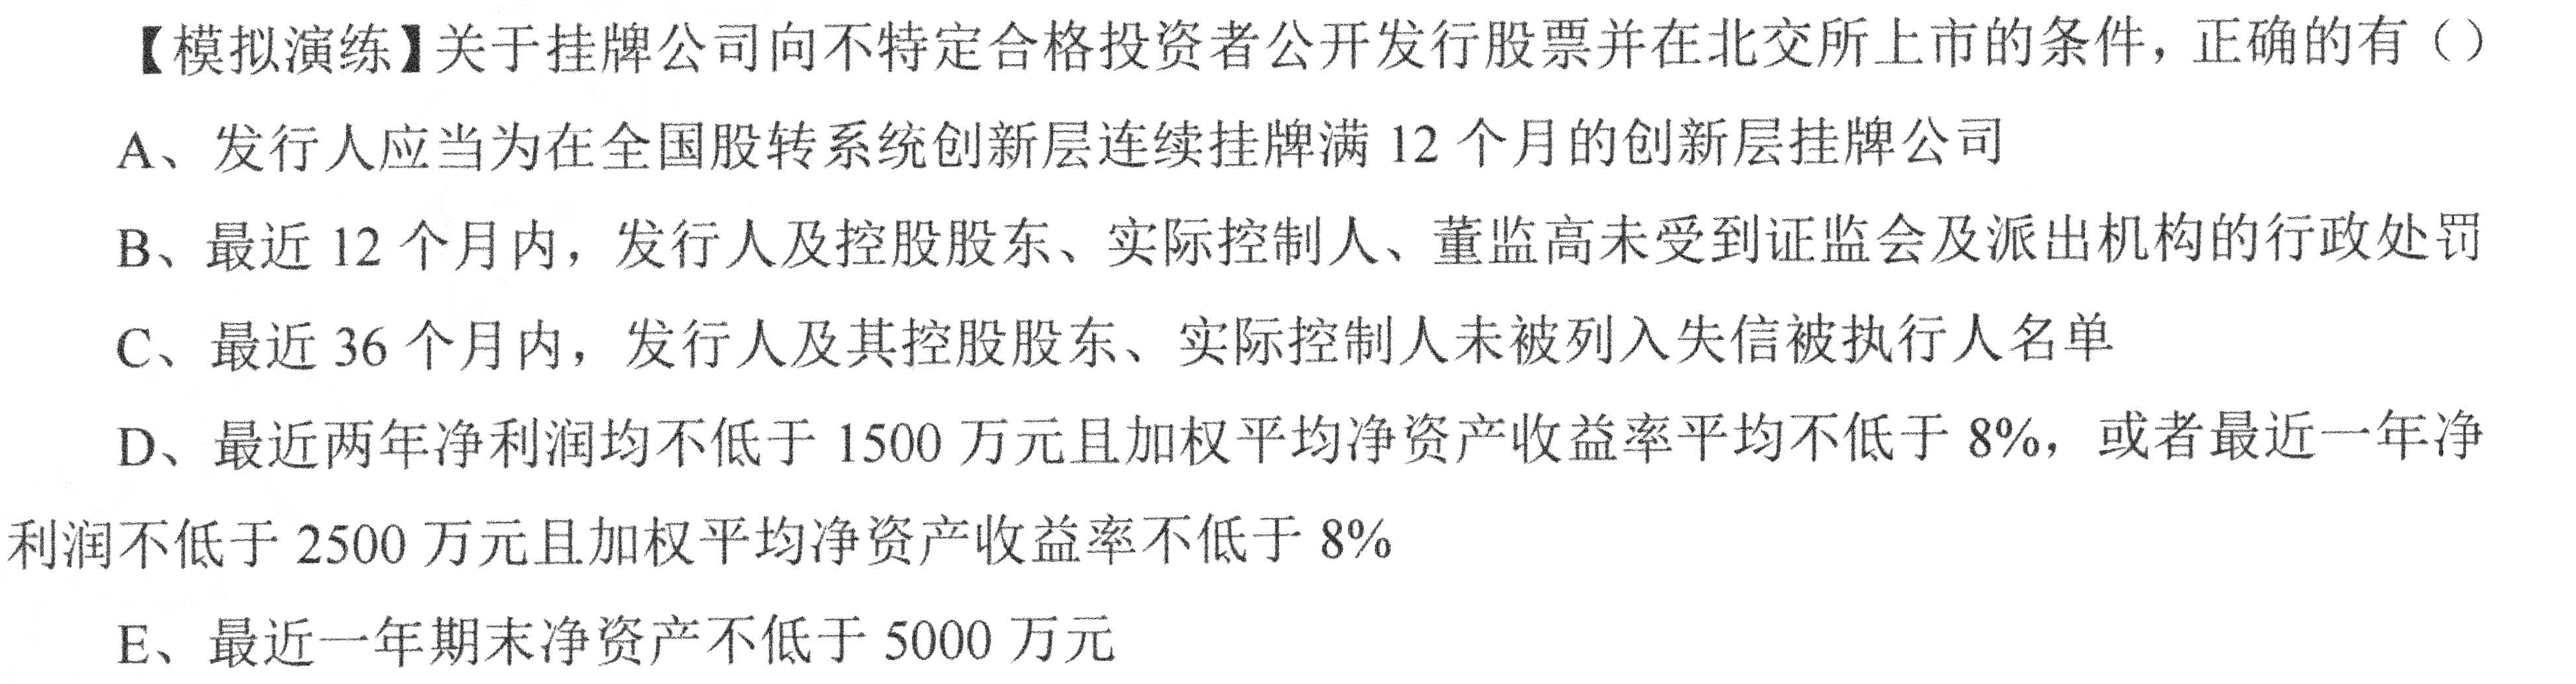 【模拟演练】关于挂牌公司向不特定合格投资者公开发行股票并在北交所上市的条件，正确的有（）
A、发行人应当为在全国股转系统创新层连续挂牌满 12 个月的创新层挂牌公司
B、最近 12 个月内，发行人及控股股东、实际控制人、董监高未受到证监会及派出机构的行政处罚
C、最近 36 个月内，发行人及其控股股东、实际控制人未被列入失信被执行人名单
D、最近两年净利润均不低于 1500 万元且加权平均净资产收益率平均不低于 8%，或者最近一年净
利润不低于 2500 万元且加权平均净资产收益率不低于 8%
E、最近一年期末净资产不低于 5000 万元